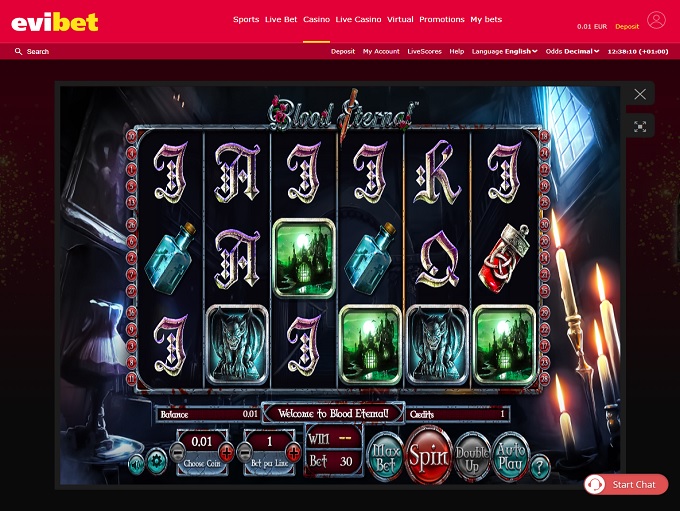 evibet
Sports Live Bet Casino Live Casino Virtual Promotions My bets
0.01 EUR Deposit
Search
Deposit My Account LiveScores Help Language English Odds Decimal 12:38:10 (+01:00)
Blood Eternal
J A J J K J
A Q
J J
Balance 0.01 Welcome to Blood Eternal! Credits 1
0.01 Choose Coin
1 Bet per Line
WIN --
Bet 30
Max Bet
Spin
Double Up
Auto Play
?
Start Chat